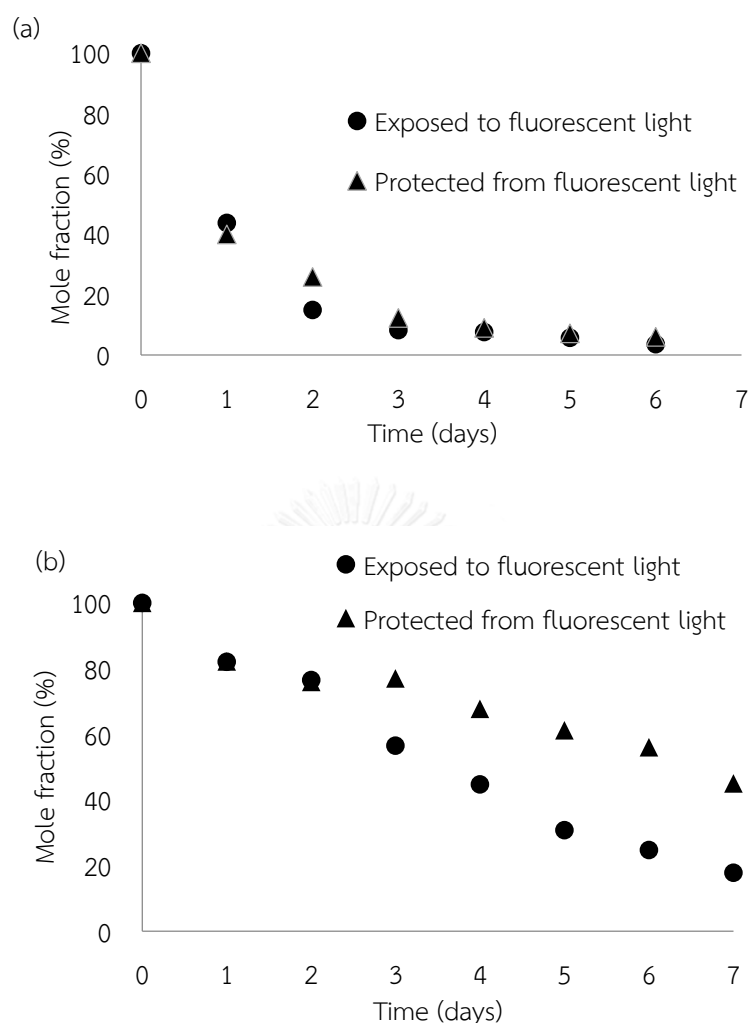 (a)
100
80
60
40
20
0
Mole fraction (%)
Exposed to fluorescent light
Protected from fluorescent light
0 1 2 3 4 5 6 7
Time (days)
(b)
Exposed to fluorescent light
Protected from fluorescent light
100
80
60
40
20
0
Mole fraction (%)
0 1 2 3 4 5 6 7
Time (days)